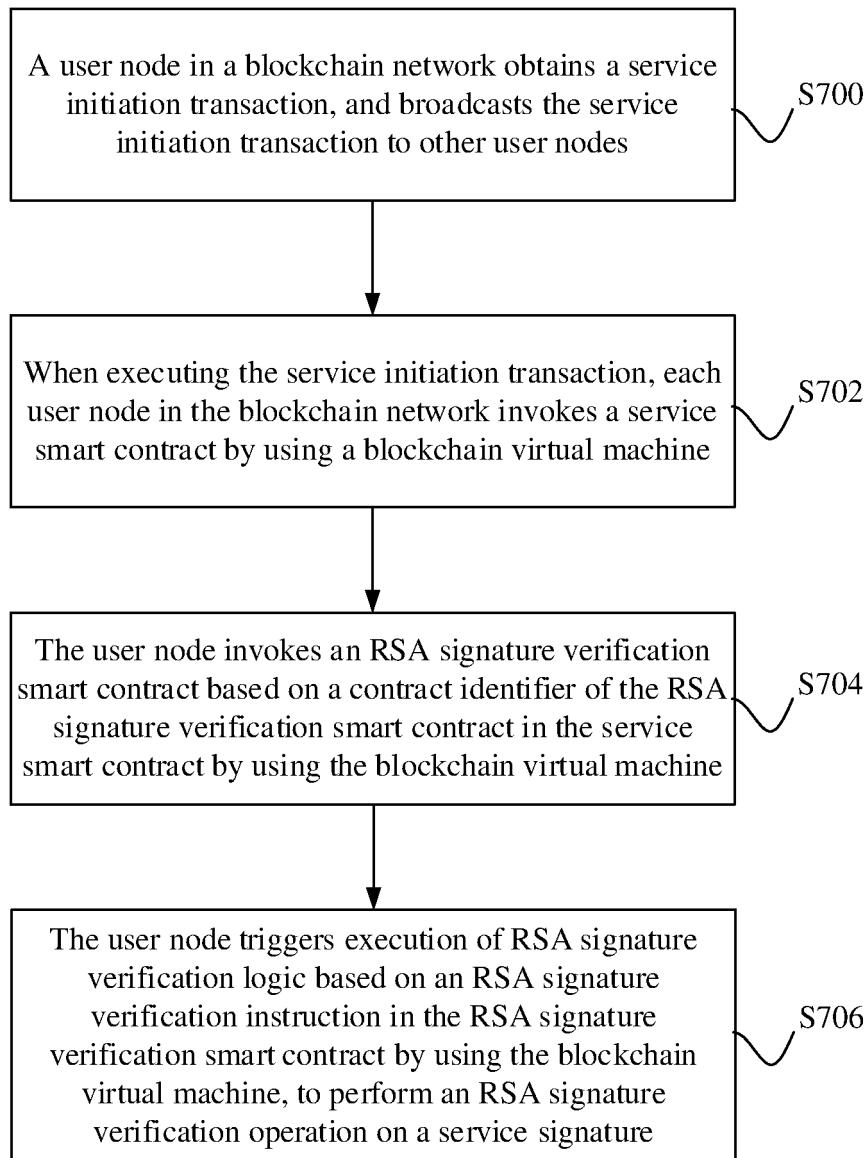 A user node in a blockchain network obtains a service
initiation transaction, and broadcasts the service
initiation transaction to other user nodes
S700
When executing the service initiation transaction, each
user node in the blockchain network invokes a service
smart contract by using a blockchain virtual machine
S702
The user node invokes an RSA signature verification
smart contract based on a contract identifier of the RSA
signature verification smart contract in the service
smart contract by using the blockchain virtual machine
S704
The user node triggers execution of RSA signature
verification logic based on an RSA signature
verification instruction in the RSA signature
verification smart contract by using the blockchain
virtual machine, to perform an RSA signature
verification operation on a service signature
S706